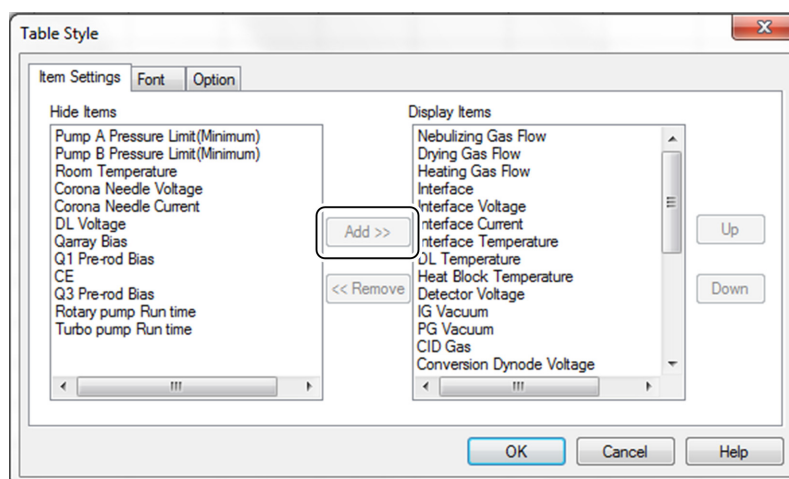 Table Style
Item Settings Font Option
Hide Items
Pump A Pressure Limit(Minimum)
Pump B Pressure Limit(Minimum)
Room Temperature
Corona Needle Voltage
Corona Needle Current
DL Voltage
Qarray Bias
Q1 Pre-rod Bias
CE
Q3 Pre-rod Bias
Rotary pump Run time
Turbo pump Run time
Add >>
<< Remove
Display Items
Nebulizing Gas Flow
Drying Gas Flow
Heating Gas Flow
Interface
Interface Voltage
Interface Current
Interface Temperature
DL Temperature
Heat Block Temperature
Detector Voltage
IG Vacuum
PG Vacuum
CID Gas
Conversion Dynode Voltage
Up
Down
OK Cancel Help